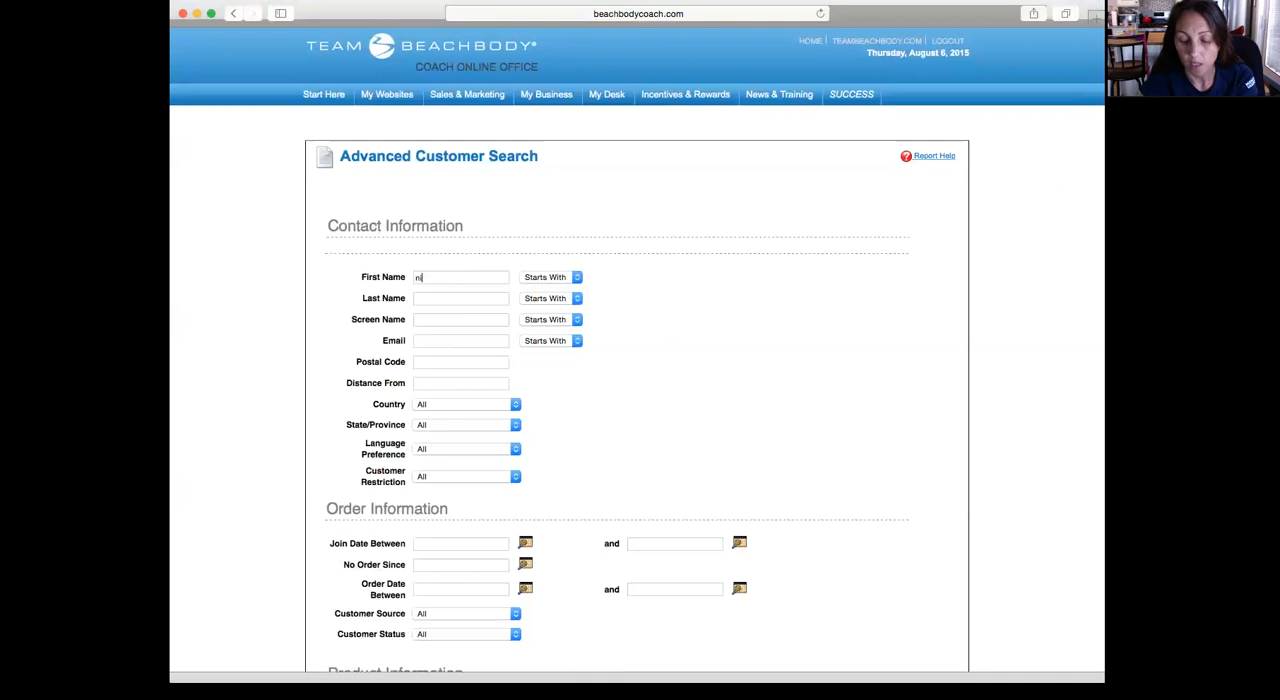 beachbodycoach.com
TEAM BEACHBODY®
COACH ONLINE OFFICE
HOME | TEAMBEACHBODY.COM | LOGOUT
Thursday, August 6, 2015
Start Here My Websites Sales & Marketing My Business My Desk Incentives & Rewards News & Training SUCCESS
Advanced Customer Search
? Report Help
Contact Information
First Name ni Starts With
Last Name Starts With
Screen Name Starts With
Email Starts With
Postal Code
Distance From
Country All
State/Province All
Language
Preference All
Customer
Restriction All
Order Information
Join Date Between and
No Order Since
Order Date
Between and
Customer Source All
Customer Status All
Product Information